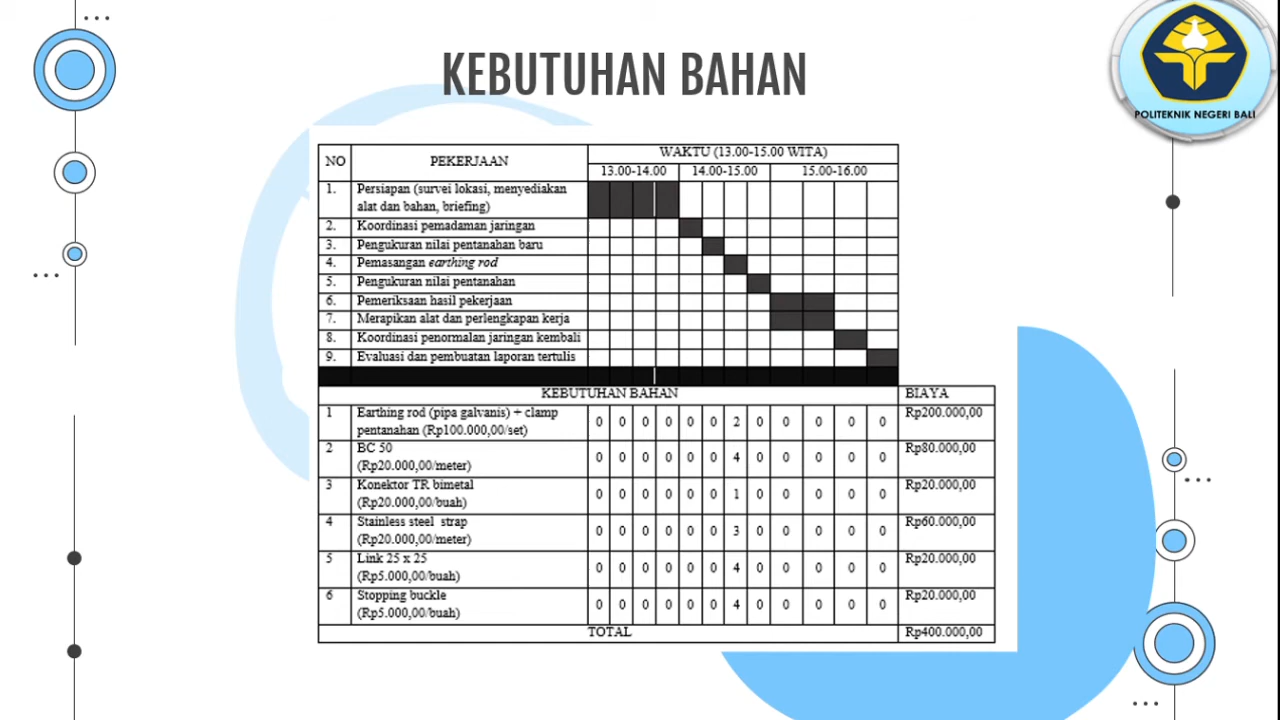 KEBUTUHAN BAHAN
POLITEKNIK NEGERI BALI
NO PEKERJAAN WAKTU (13.00-15.00 WITA)
13.00-14.00 14.00-15.00 15.00-16.00
1. Persiapan (survei lokasi, menyediakan
alat dan bahan, briefing)
2. Koordinasi pemadaman jaringan
3. Pengukuran nilai pentanahan baru
4. Pemasangan earthing rod
5. Pengukuran nilai pentanahan
6. Pemeriksaan hasil pekerjaan
7. Merapikan alat dan perlengkapan kerja
8. Koordinasi penormalan jaringan kembali
9. Evaluasi dan pembuatan laporan tertulis
KEBUTUHAN BAHAN BIAYA
1 Earthing rod (pipa galvanis) + clamp
pentanahan (Rp100.000,00/set) 0 0 0 0 0 0 2 0 0 0 0 0 Rp200.000,00
2 BC 50
(Rp20.000,00/meter) 0 0 0 0 0 0 4 0 0 0 0 0 Rp80.000,00
3 Konektor TR bimetal
(Rp20.000,00/buah) 0 0 0 0 0 0 1 0 0 0 0 0 Rp20.000,00
4 Stainless steel strap
(Rp20.000,00/meter) 0 0 0 0 0 0 3 0 0 0 0 0 Rp60.000,00
5 Link 25 x 25
(Rp5.000,00/buah) 0 0 0 0 0 0 4 0 0 0 0 0 Rp20.000,00
6 Stopping buckle
(Rp5.000,00/buah) 0 0 0 0 0 0 4 0 0 0 0 0 Rp20.000,00
TOTAL Rp400.000,00